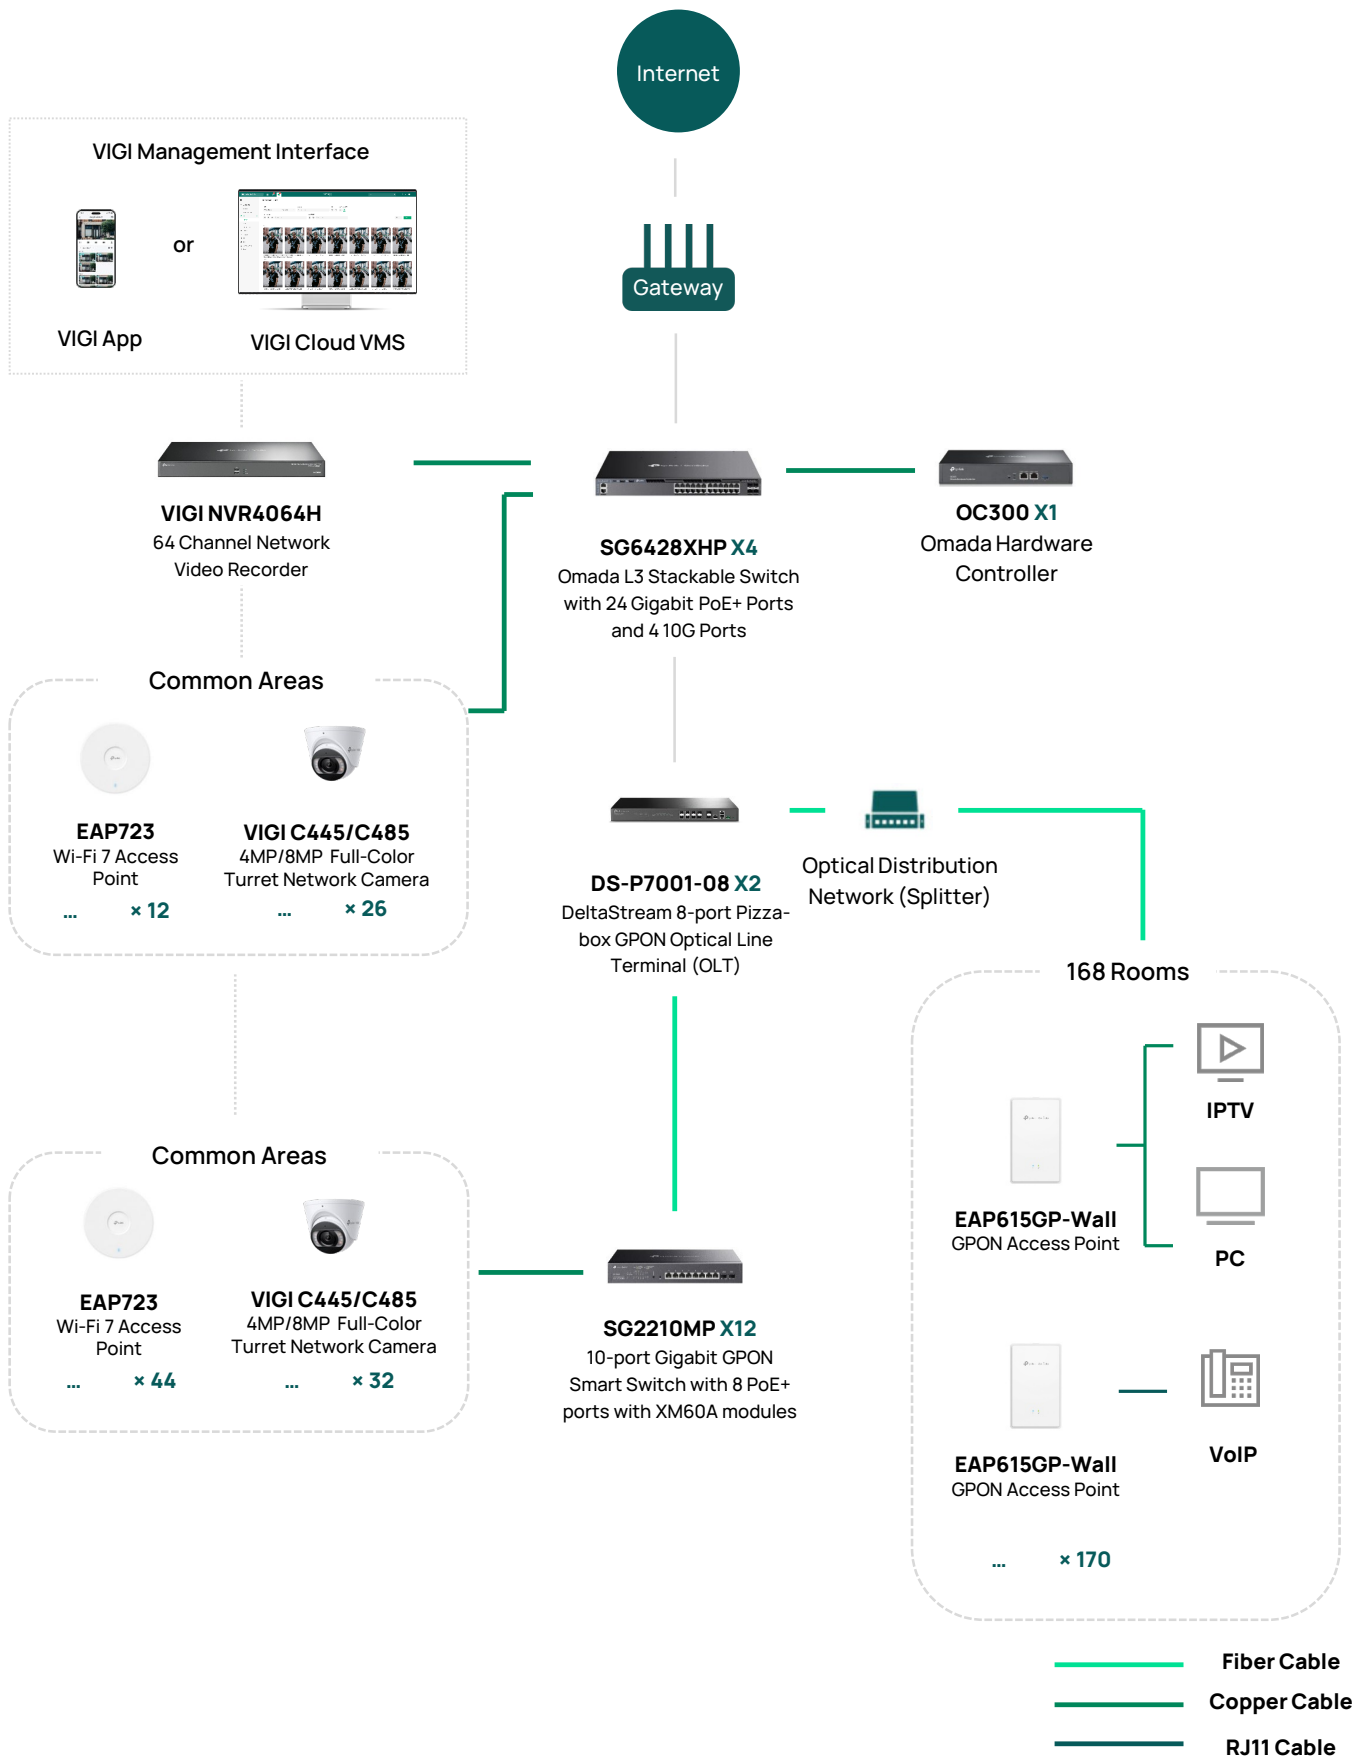 Internet
VIGI Management Interface
or
VIGI App
VIGI Cloud VMS
Gateway
VIGI NVR4064H
64 Channel Network
Video Recorder
SG6428XHP X4
Omada L3 Stackable Switch
with 24 Gigabit PoE+ Ports
and 4 10G Ports
OC300 X1
Omada Hardware
Controller
Common Areas
EAP723
Wi-Fi 7 Access
Point
... × 12
VIGI C445/C485
4MP/8MP Full-Color
Turret Network Camera
... × 26
DS-P7001-08 X2
DeltaStream 8-port Pizza-
box GPON Optical Line
Terminal (OLT)
Optical Distribution
Network (Splitter)
168 Rooms
IPTV
EAP615GP-Wall
GPON Access Point
PC
EAP615GP-Wall
GPON Access Point
VoIP
... × 170
Common Areas
EAP723
Wi-Fi 7 Access
Point
... × 44
VIGI C445/C485
4MP/8MP Full-Color
Turret Network Camera
... × 32
SG2210MP X12
10-port Gigabit GPON
Smart Switch with 8 PoE+
ports with XM60A modules
Fiber Cable
Copper Cable
RJ11 Cable